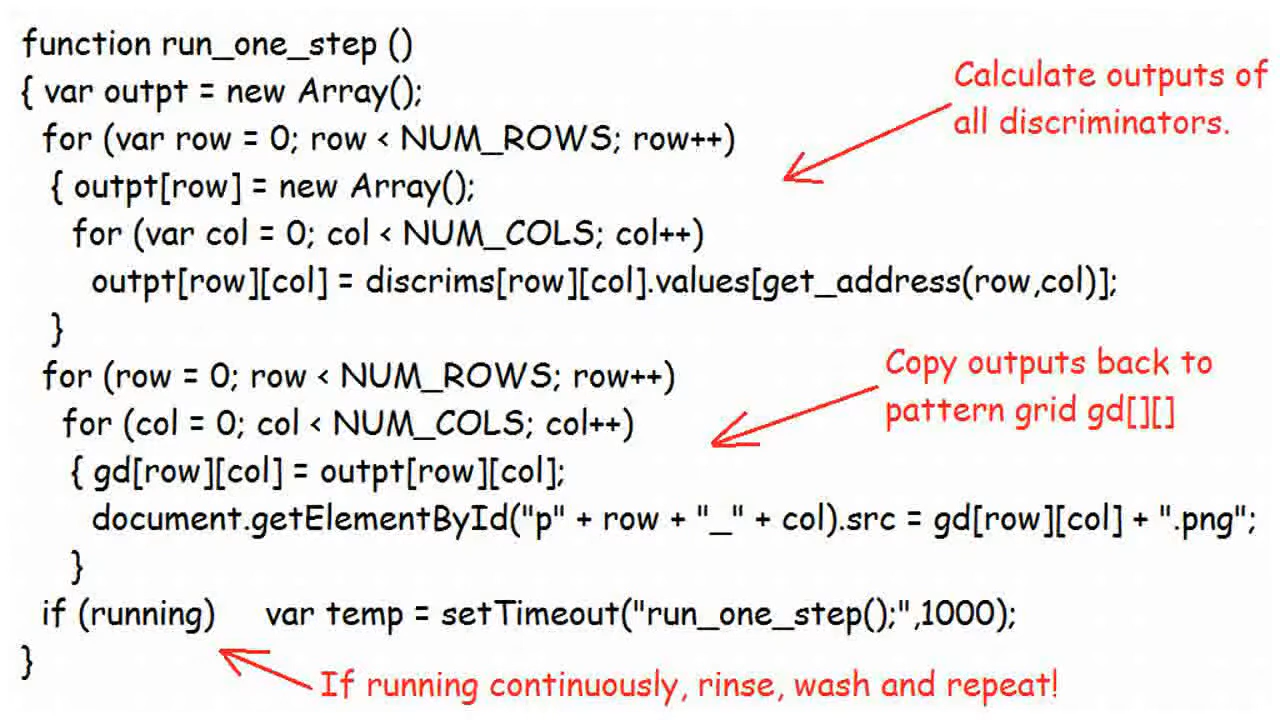 function run_one_step ()
{ var outpt = new Array();
for (var row = 0; row < NUM_ROWS; row++)
{ outpt[row] = new Array();
for (var col = 0; col < NUM_COLS; col++)
outpt[row][col] = discrims[row][col].values[get_address(row,col)];
}
for (row = 0; row < NUM_ROWS; row++)
for (col = 0; col < NUM_COLS; col++)
{ gd[row][col] = outpt[row][col];
document.getElementById("p" + row + "_" + col).src = gd[row][col] + ".png";
}
if (running) var temp = setTimeout("run_one_step();",1000);
}
Calculate outputs of
all discriminators.
Copy outputs back to
pattern grid gd[][]
If running continuously, rinse, wash and repeat!